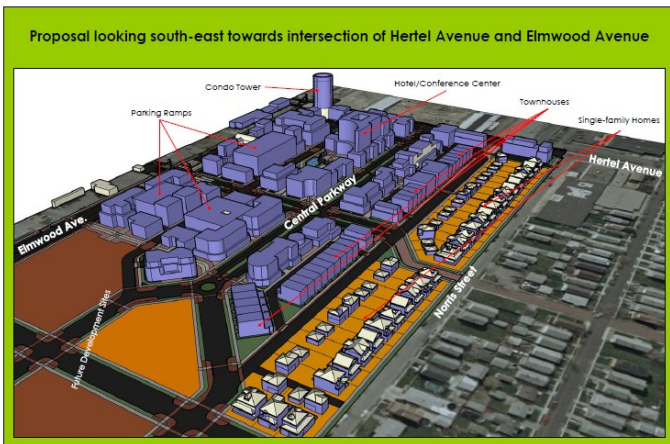 Proposal looking south-east towards intersection of Hertel Avenue and Elmwood Avenue
Condo Tower
Hotel/Conference Center
Parking Ramps
Townhouses
Single-family Homes
Hertel Avenue
Central Parkway
Elmwood Ave.
Norris Street
Future Development Sites